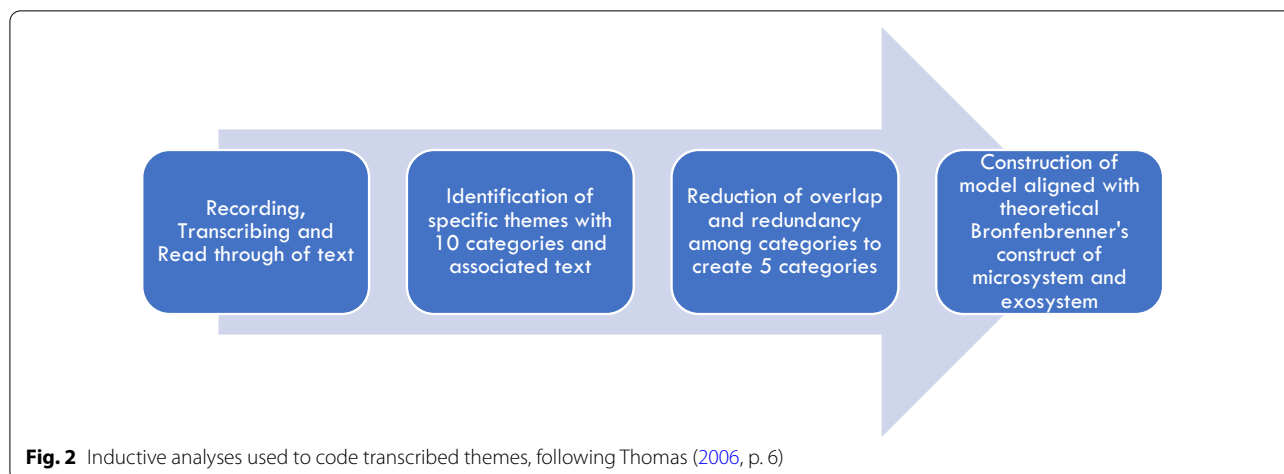 Recording,
Transcribing and
Read through of text
Identification of
specific themes with
10 categories and
associated text
Reduction of overlap
and redundancy
among categories to
create 5 categories
Construction of
model aligned with
theoretical
Bronfenbrenner's
construct of
microsystem and
exosystem
Fig. 2 Inductive analyses used to code transcribed themes, following Thomas (2006, p. 6)